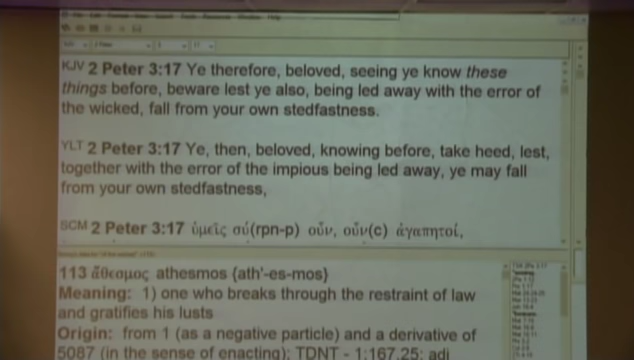 KJV 2 Peter 3:17 Ye therefore, beloved, seeing ye know these
things before, beware lest ye also, being led away with the error of
the wicked, fall from your own stedfastness.
YLT 2 Peter 3:17 Ye, then, beloved, knowing before, take heed, lest,
together with the error of the impious being led away, ye may fall
from your own stedfastness,
SCM 2 Peter 3:17 ὑμεῖς σύ(rpn-p) οὖν, οὖν(c) ἀγαπητοί,
113 ἄθεσμος athesmos {ath'-es-mos}
Meaning: 1) one who breaks through the restraint of law
and gratifies his lusts
Origin: from 1 (as a negative particle) and a derivative of
5087 (in the sense of enacting); TDNT - 1:167,25; adj